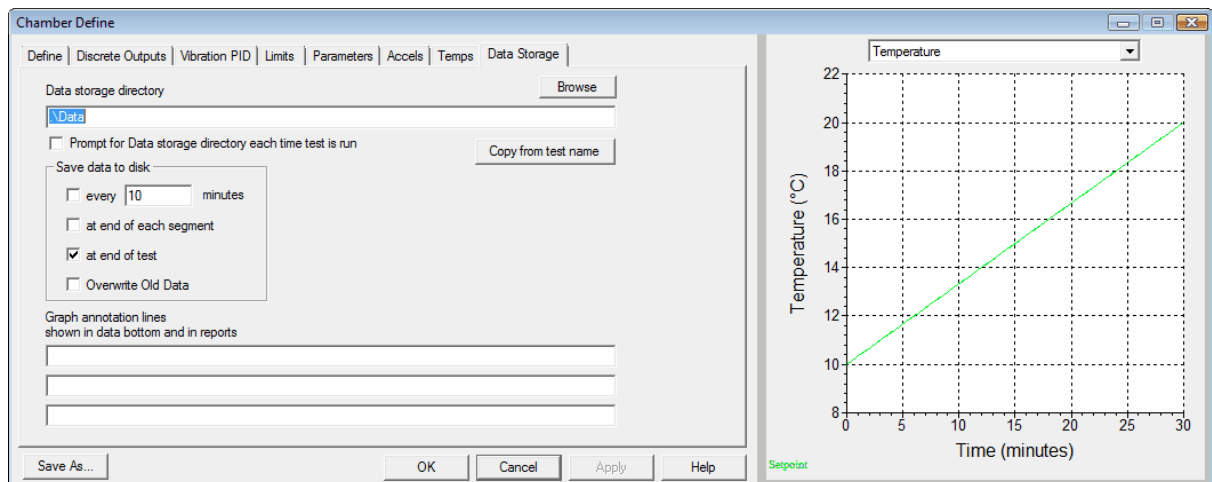 Chamber Define
Define Discrete Outputs Vibration PID Limits Parameters Accels Temps Data Storage
Data storage directory
Browse
.\Data
Prompt for Data storage directory each time test is run
Copy from test name
Save data to disk
every 10 minutes
at end of each segment
at end of test
Overwrite Old Data
Graph annotation lines
shown in data bottom and in reports
Save As...
OK
Cancel
Apply
Help
Temperature
Temperature (°C)
22
20
18
16
14
12
10
8
0 5 10 15 20 25 30
Time (minutes)
Setpoint